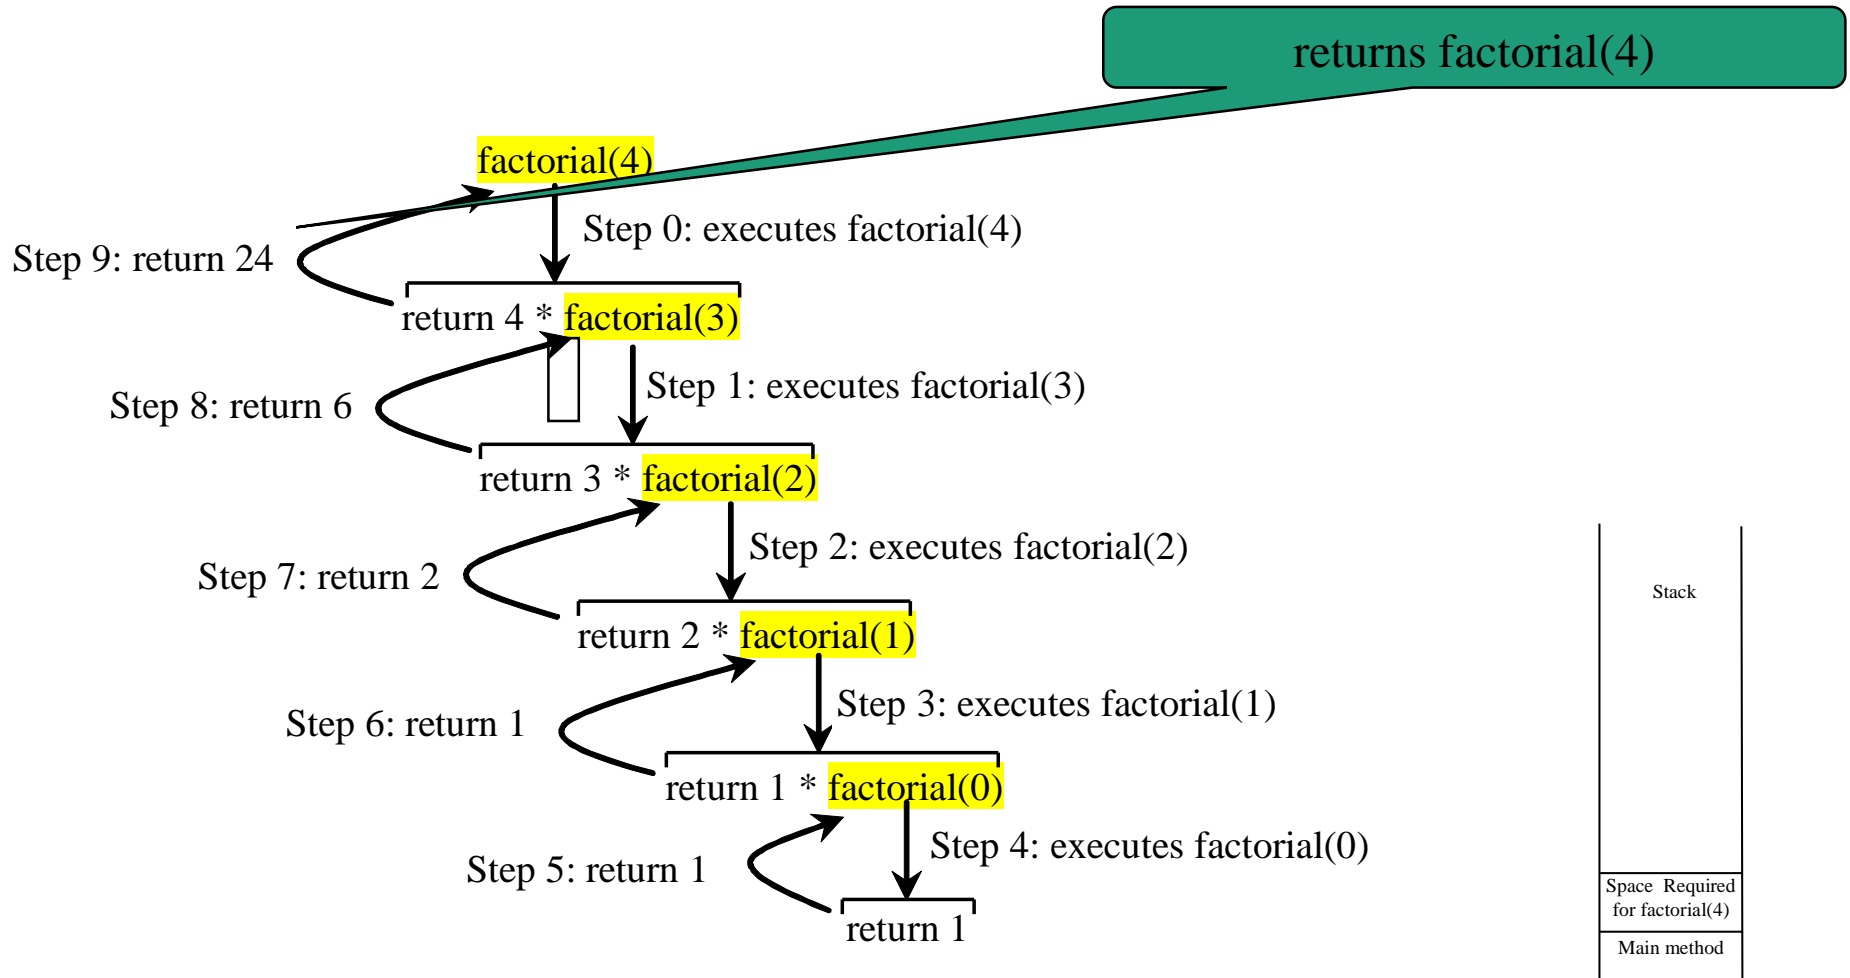 returns factorial(4)
factorial(4)
Step 0: executes factorial(4)
Step 9: return 24
return 4 * factorial(3)
Step 1: executes factorial(3)
Step 8: return 6
return 3 * factorial(2)
Step 2: executes factorial(2)
Step 7: return 2
return 2 * factorial(1)
Step 3: executes factorial(1)
Step 6: return 1
return 1 * factorial(0)
Step 4: executes factorial(0)
Step 5: return 1
return 1
Stack
Space Required
for factorial(4)
Main method